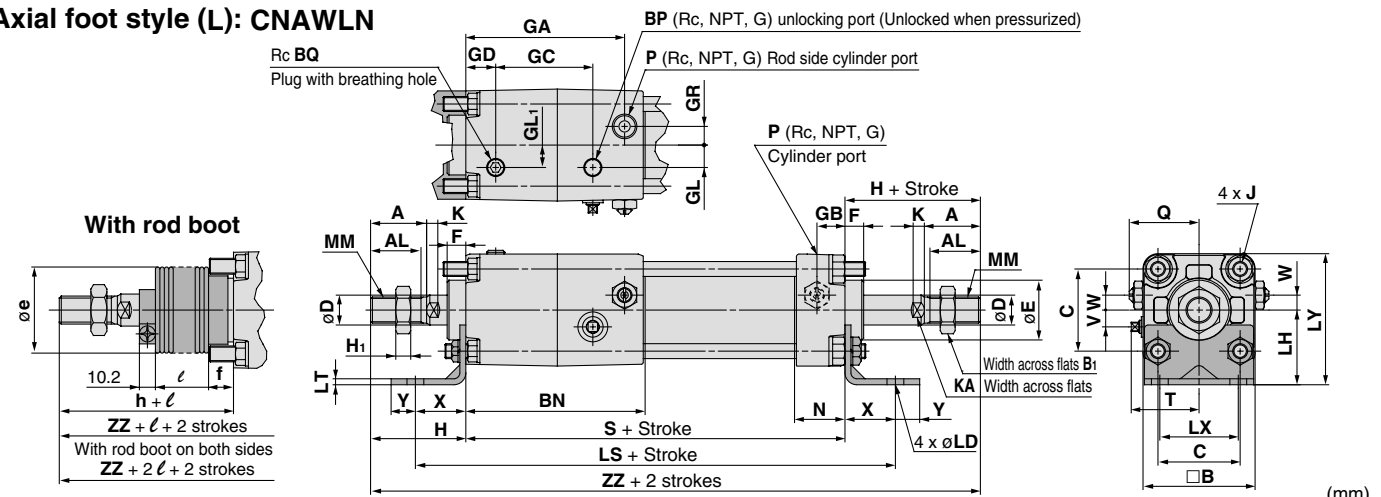 Axial foot style (L): CNAWLN
BP (Rc, NPT, G) unlocking port (Unlocked when pressurized)
GA
Rc BQ
GD
GC
P (Rc, NPT, G) Rod side cylinder port
Plug with breathing hole
GR
GL1
GL
P (Rc, NPT, G)
Cylinder port
H + Stroke
4 x J
Q
With rod boot
A
K
GB
F
K
A
MM
AL
F
AL
MM
W
øe
øD
øD
øE
C
W
V
LH
LY
H1
Width across flats B1
10.2
ℓ
f
LT
KA Width across flats
T
h + ℓ
Y
X
BN
N
X
Y
LX
ZZ + ℓ + 2 strokes
H
S + Stroke
4 x øLD
C
With rod boot on both sides
LS + Stroke
□B
ZZ + 2 ℓ + 2 strokes
ZZ + 2 strokes
(mm)